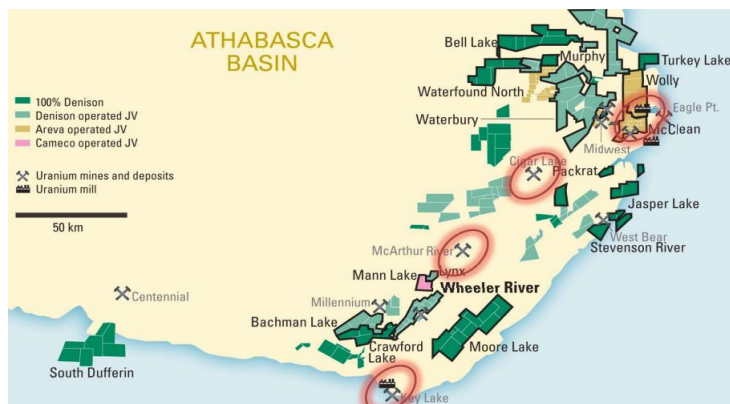 ATHABASCA
BASIN
Bell Lake
Murphy
Turkey Lake
Waterfound North
Wolly
Waterbury
Eagle Pt.
McClean
Midwest
100% Denison
Denison operated JV
Areva operated JV
Cameco operated JV
Uranium mines and deposits
Uranium mill
50 km
Cigar Lake
Packrat
Jasper Lake
West Bear
Stevenson River
McArthur River
Mann Lake
Lynx
Wheeler River
Millennium
Centennial
Bachman Lake
Crawford
Lake
Moore Lake
South Dufferin
Key Lake